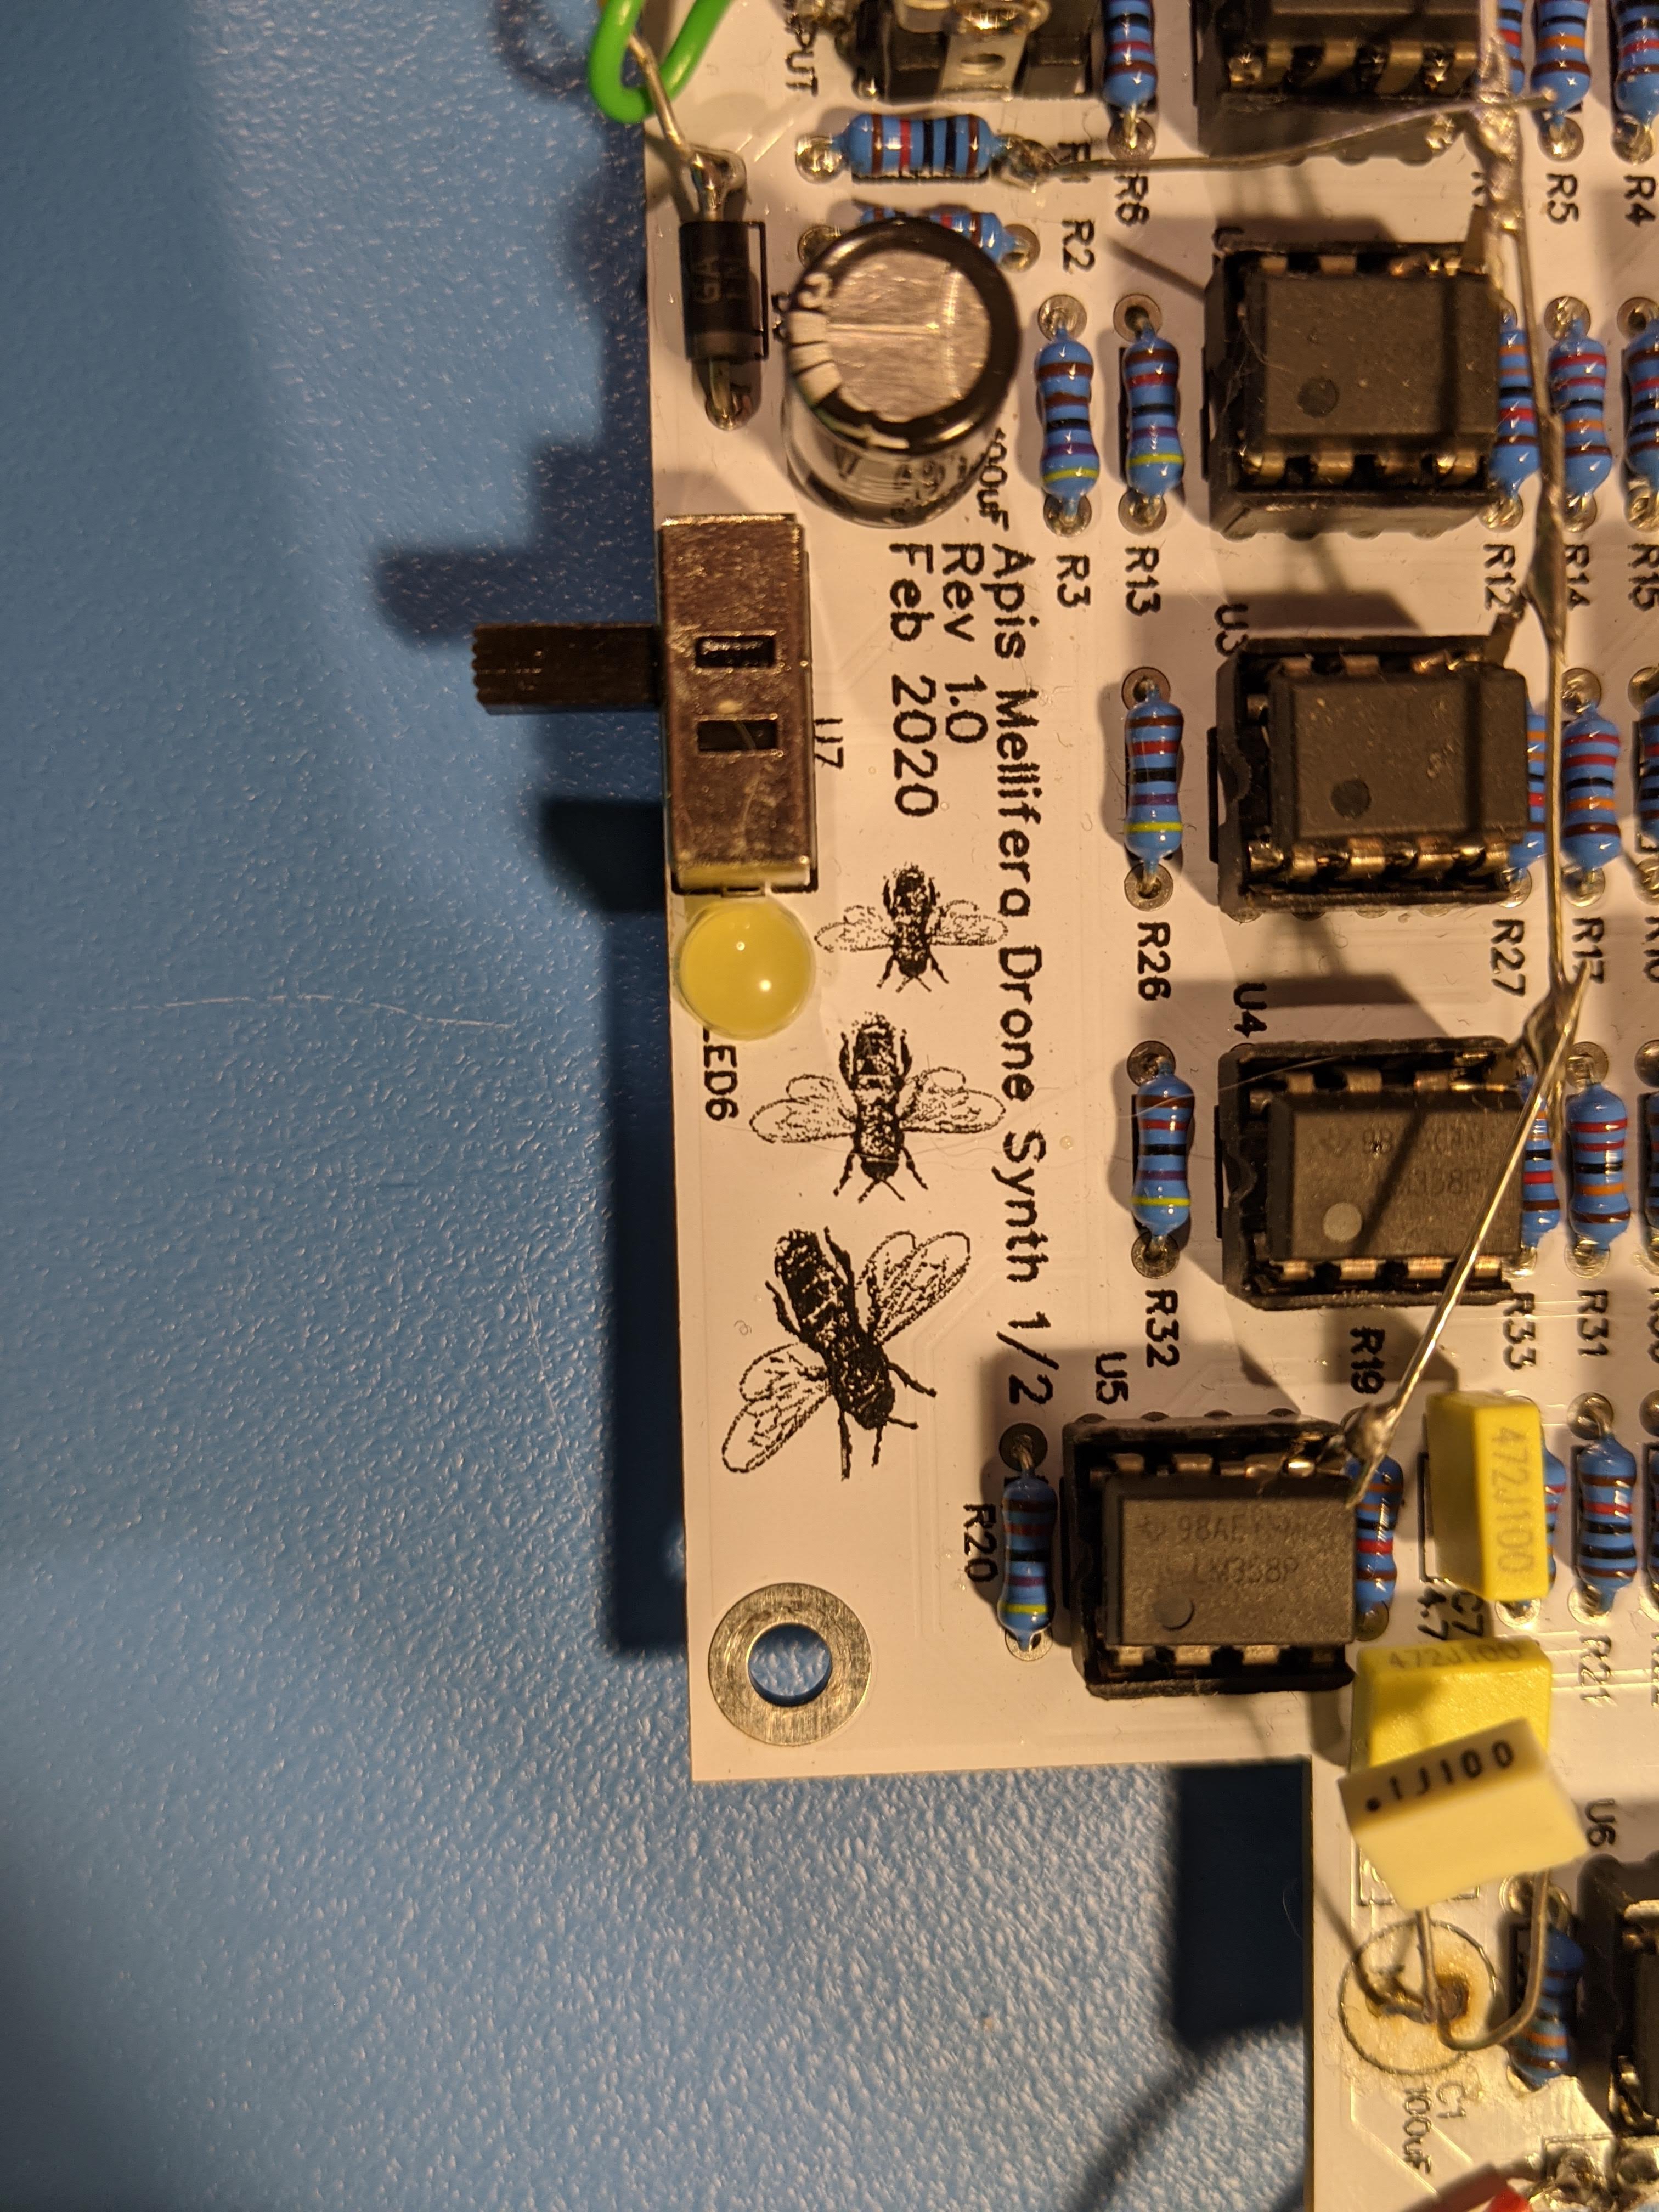 PUT
R1
R2
R6
R5
R4
100uF
R3
R13
R12
R14
R15
Apis Mellifera Drone Synth 1/2
Rev 1.0
Feb 2020
U7
U3
LED6
R26
R27
R17
U4
R32
R33
R31
U5
R19
R20
LM358P
472J100
C7
4.7
R21
472J100
.1J100
U6
C1
100uF